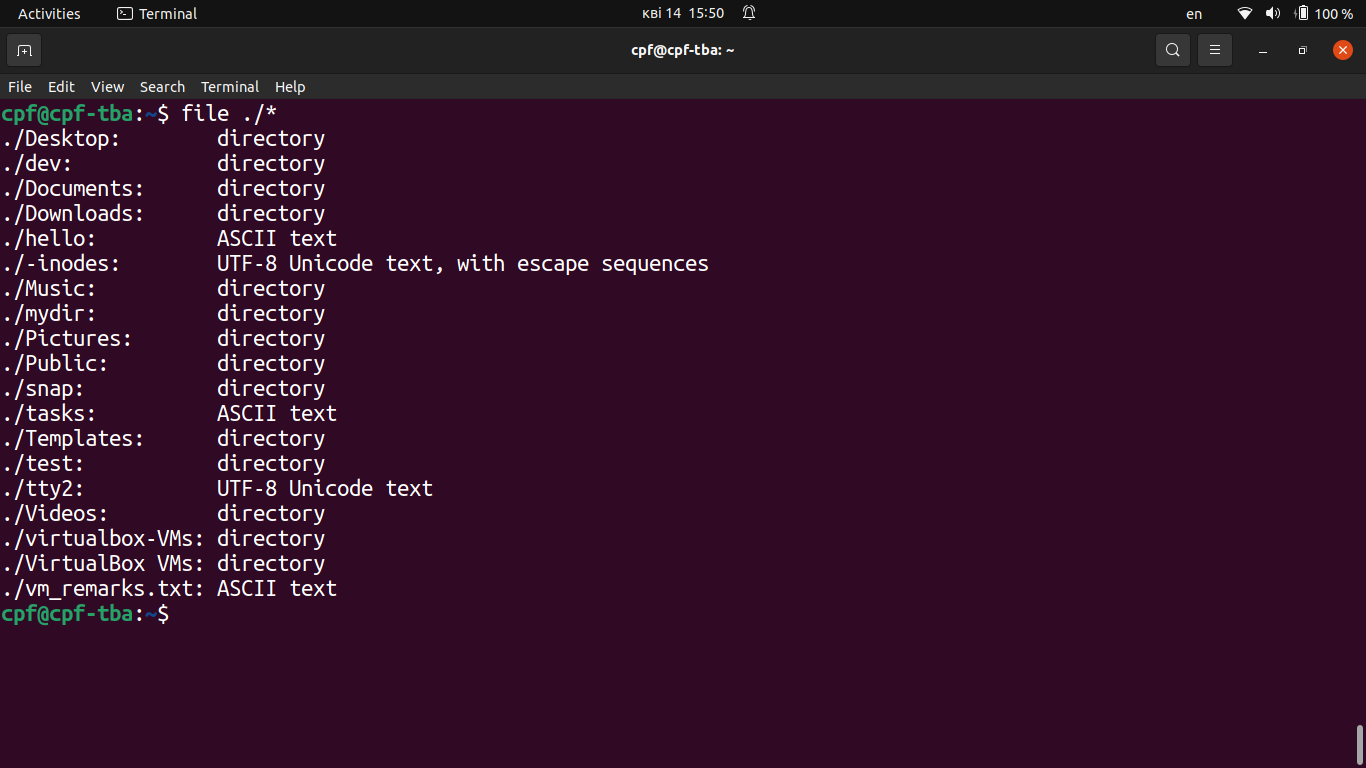 Activities Terminal кві 14 15:50 en 100 %
cpf@cpf-tba: ~
File Edit View Search Terminal Help
cpf@cpf-tba:~$ file ./*
./Desktop:        directory
./dev:            directory
./Documents:      directory
./Downloads:      directory
./hello:          ASCII text
./-inodes:        UTF-8 Unicode text, with escape sequences
./Music:          directory
./mydir:          directory
./Pictures:       directory
./Public:         directory
./snap:           directory
./tasks:          ASCII text
./Templates:      directory
./test:           directory
./tty2:           UTF-8 Unicode text
./Videos:         directory
./virtualbox-VMs: directory
./VirtualBox VMs: directory
./vm_remarks.txt: ASCII text
cpf@cpf-tba:~$